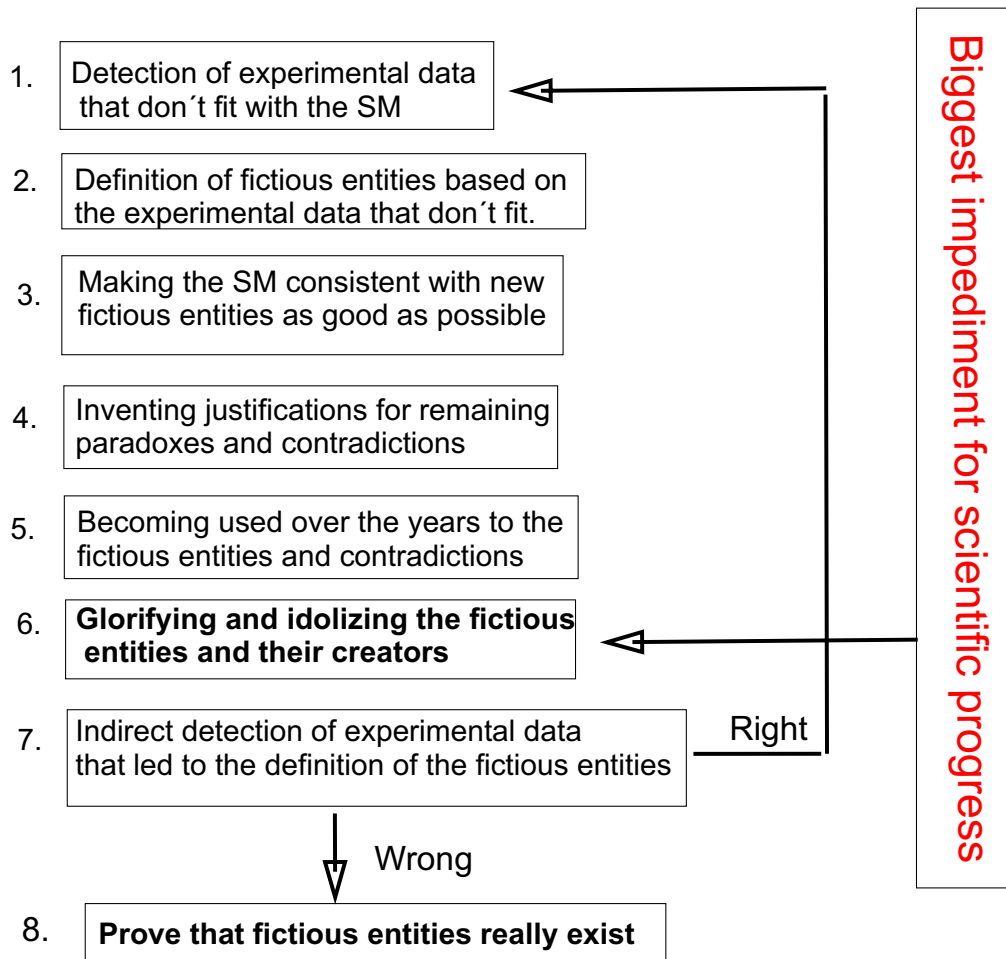 1. Detection of experimental data
that don´t fit with the SM
2. Definition of fictious entities based on
the experimental data that don´t fit.
3. Making the SM consistent with new
fictious entities as good as possible
4. Inventing justifications for remaining
paradoxes and contradictions
5. Becoming used over the years to the
fictious entities and contradictions
6. Glorifying and idolizing the fictious
entities and their creators
7. Indirect detection of experimental data
that led to the definition of the fictious entities
Right
Wrong
8. Prove that fictious entities really exist
Biggest impediment for scientific progress